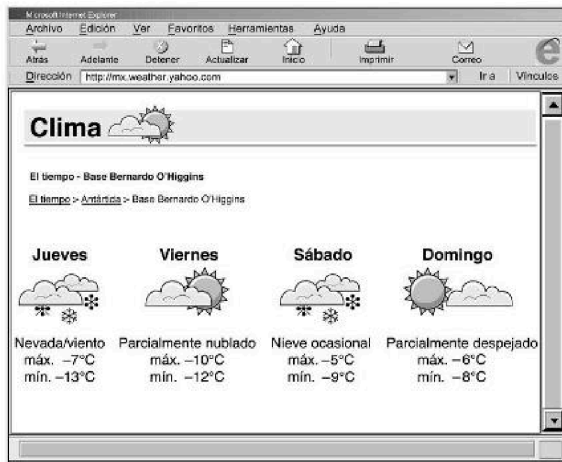 Microsoft Internet Explorer
Archivo Edición Ver Favoritos Herramientas Ayuda
Atrás Adelante Detener Actualizar Inicio Imprimir Correo
Dirección http://mx.weather.yahoo.com Ir a Vínculos
Clima
El tiempo - Base Bernardo O'Higgins
El tiempo > Antártida > Base Bernardo O'Higgins
Jueves Viernes Sábado Domingo
Nevada/viento Parcialmente nublado Nieve ocasional Parcialmente despejado
máx. –7°C máx. –10°C máx. –5°C máx. –6°C
mín. –13°C mín. –12°C mín. –9°C mín. –8°C